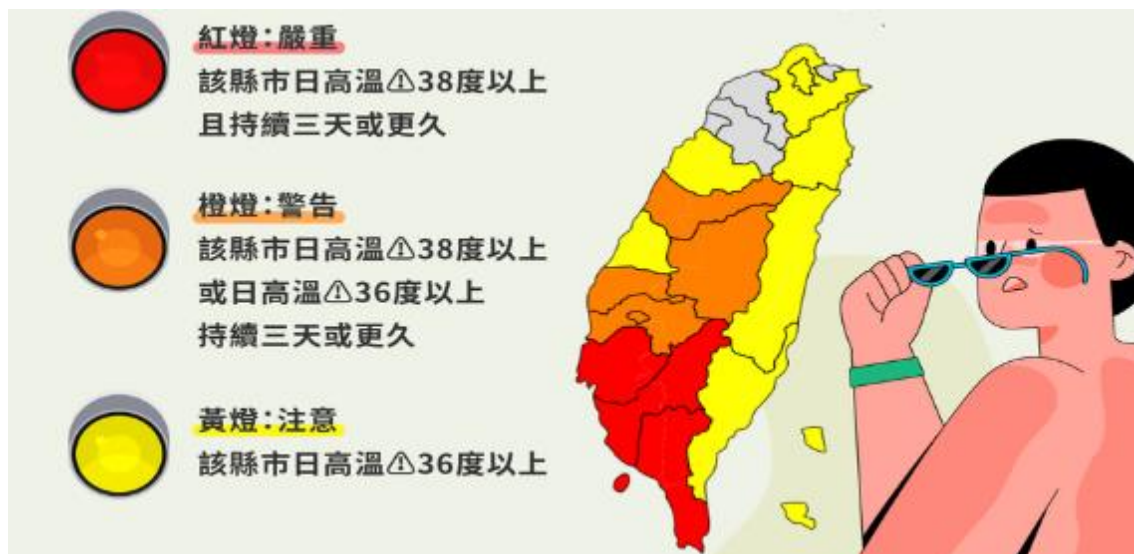 紅燈：嚴重
該縣市日高溫⚠38度以上
且持續三天或更久
橙燈：警告
該縣市日高溫⚠38度以上
或日高溫⚠36度以上
持續三天或更久
黃燈：注意
該縣市日高溫⚠36度以上